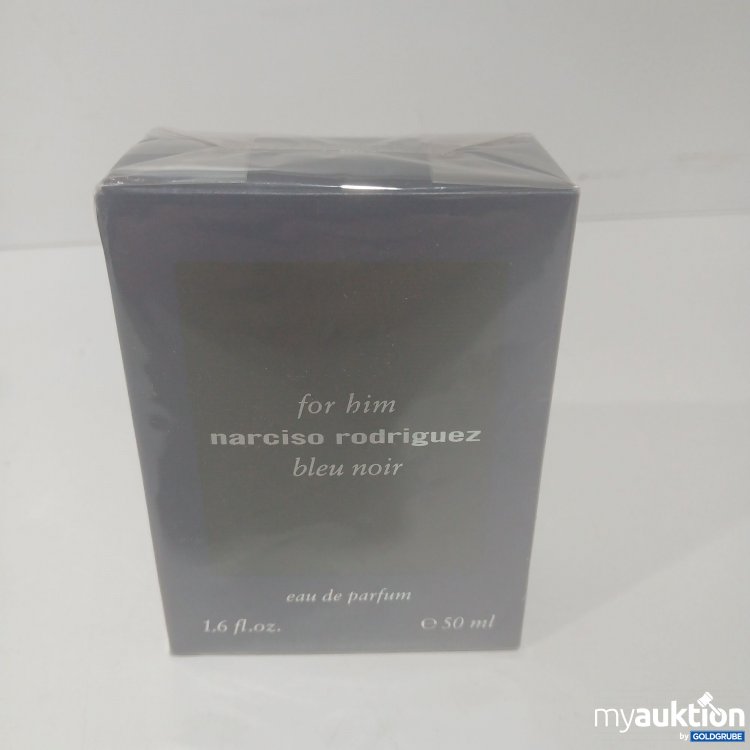 for him
narciso rodriguez
bleu noir
eau de parfum
1.6 fl.oz. ℮ 50 ml
myauktion
by GOLDGRUBE